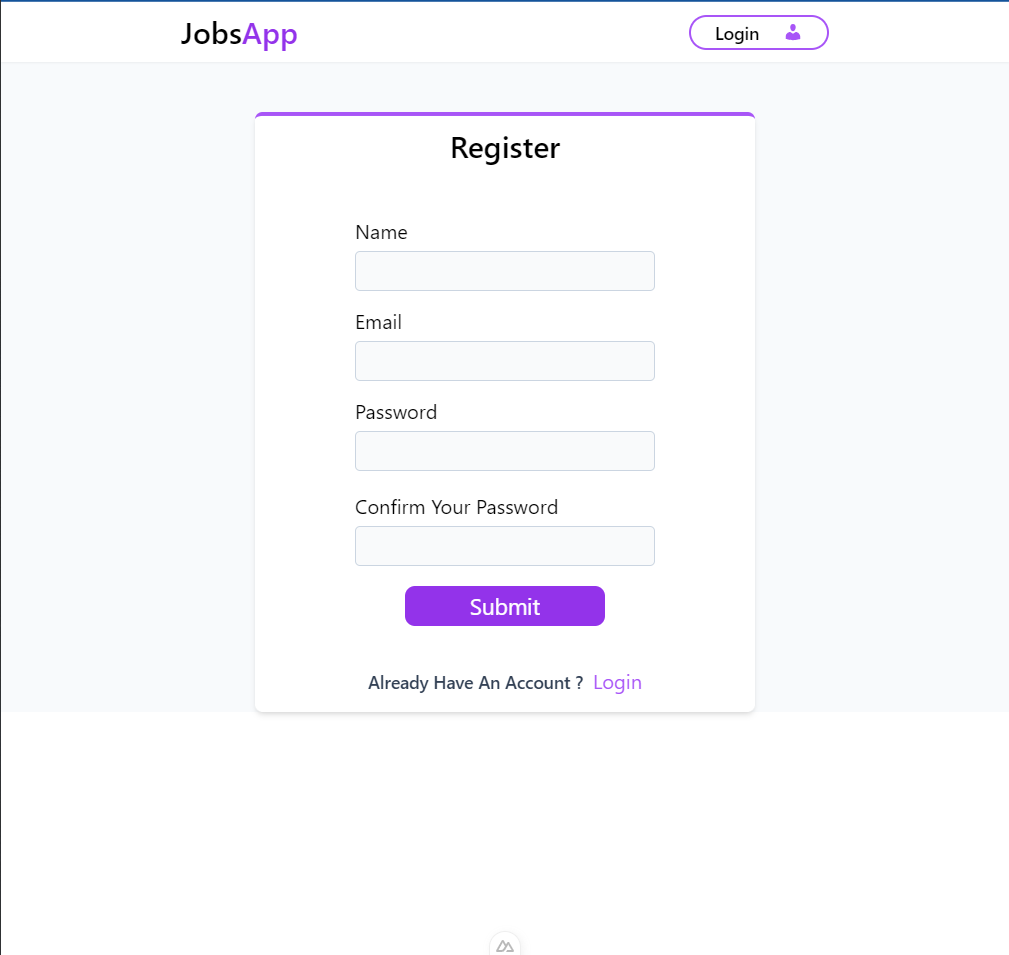 JobsApp
Login
Register
Name
Email
Password
Confirm Your Password
Submit
Already Have An Account ? Login